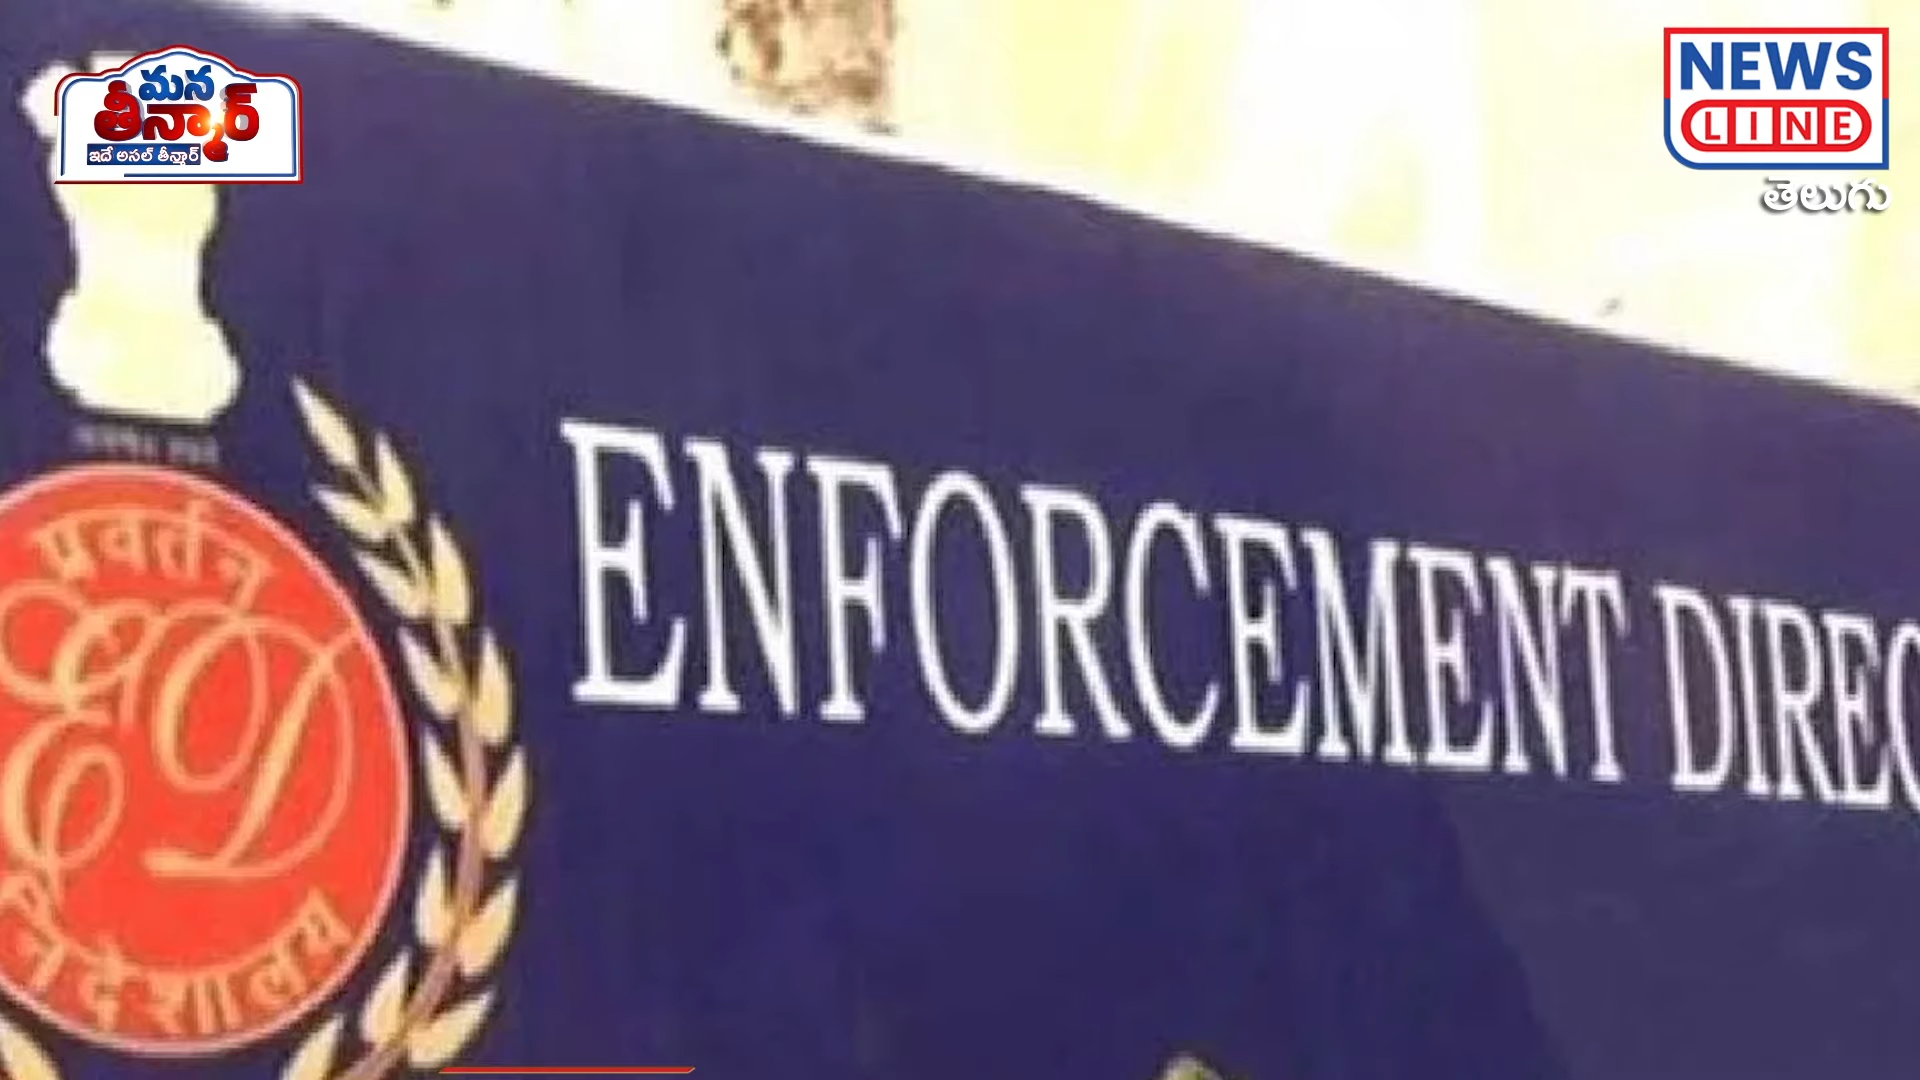 మన
తీన్మార్
ఇదే అసల్ తీన్మార్
NEWS
LINE
తెలుగు
ENFORCEMENT DIREC
प्रवर्तन
ED
निदेशालय